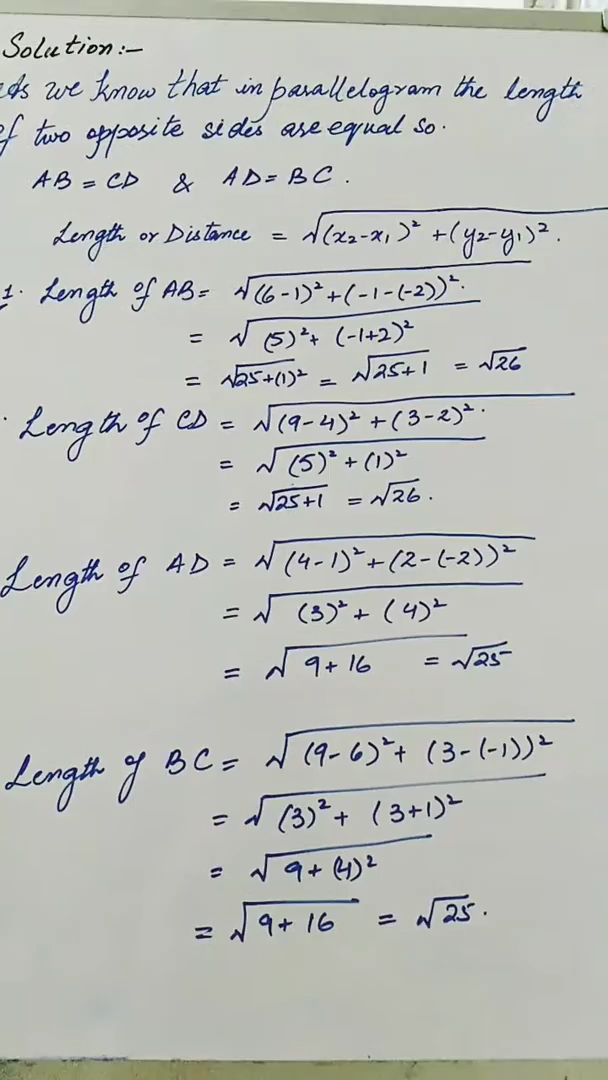 Solution:-
As we know that in parallelogram the length
of two opposite sides are equal so.
AB = CD & AD = BC.
Length or Distance = √(x₂-x₁)² + (y₂-y₁)².
1. Length of AB = √(6-1)² + (-1-(-2))².
= √(5)² + (-1+2)²
= √25+(1)² = √25+1 = √26
. Length of CD = √(9-4)² + (3-2)².
= √(5)² + (1)²
= √25+1 = √26.
Length of AD = √(4-1)² + (2-(-2))²
= √(3)² + (4)²
= √9+16 = √25
Length of BC = √(9-6)² + (3-(-1))²
= √(3)² + (3+1)²
= √9+(4)²
= √9+16 = √25.